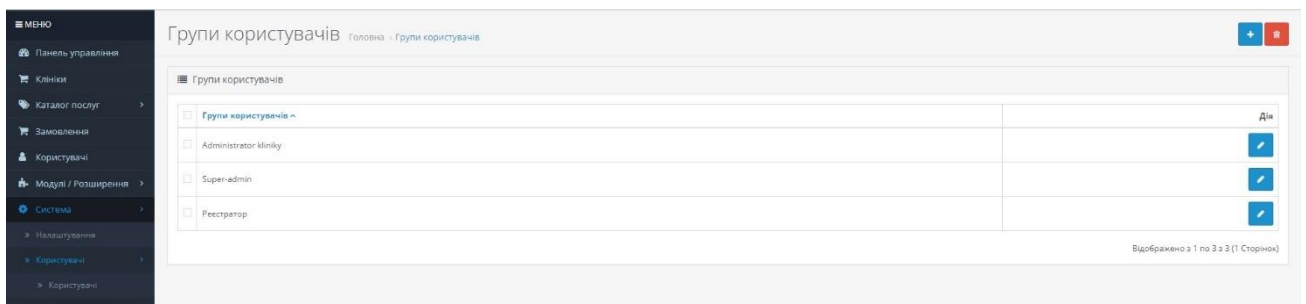 МЕНЮ
Панель управління
Клініки
Каталог послуг
Замовлення
Користувачі
Модулі / Розширення
Система
» Налаштування
» Користувачі
» Користувачі
Групи користувачів Головна › Групи користувачів
Групи користувачів
Групи користувачів Дія
Administrator kliniky
Super-admin
Реєстратор
Відображено з 1 по 3 з 3 (1 Сторінок)